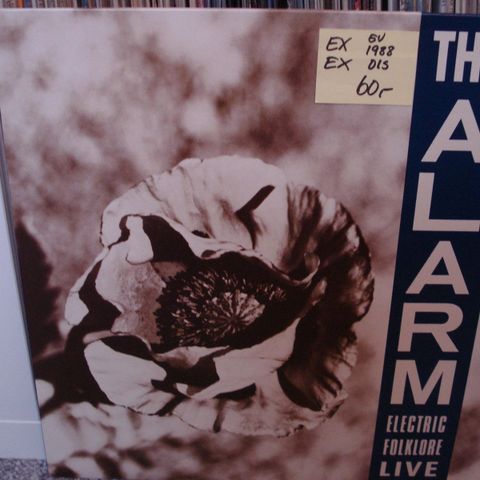 EX EU
1988
EX DIS
60,-
TH
ALARM
ELECTRIC
FOLKLORE
LIVE